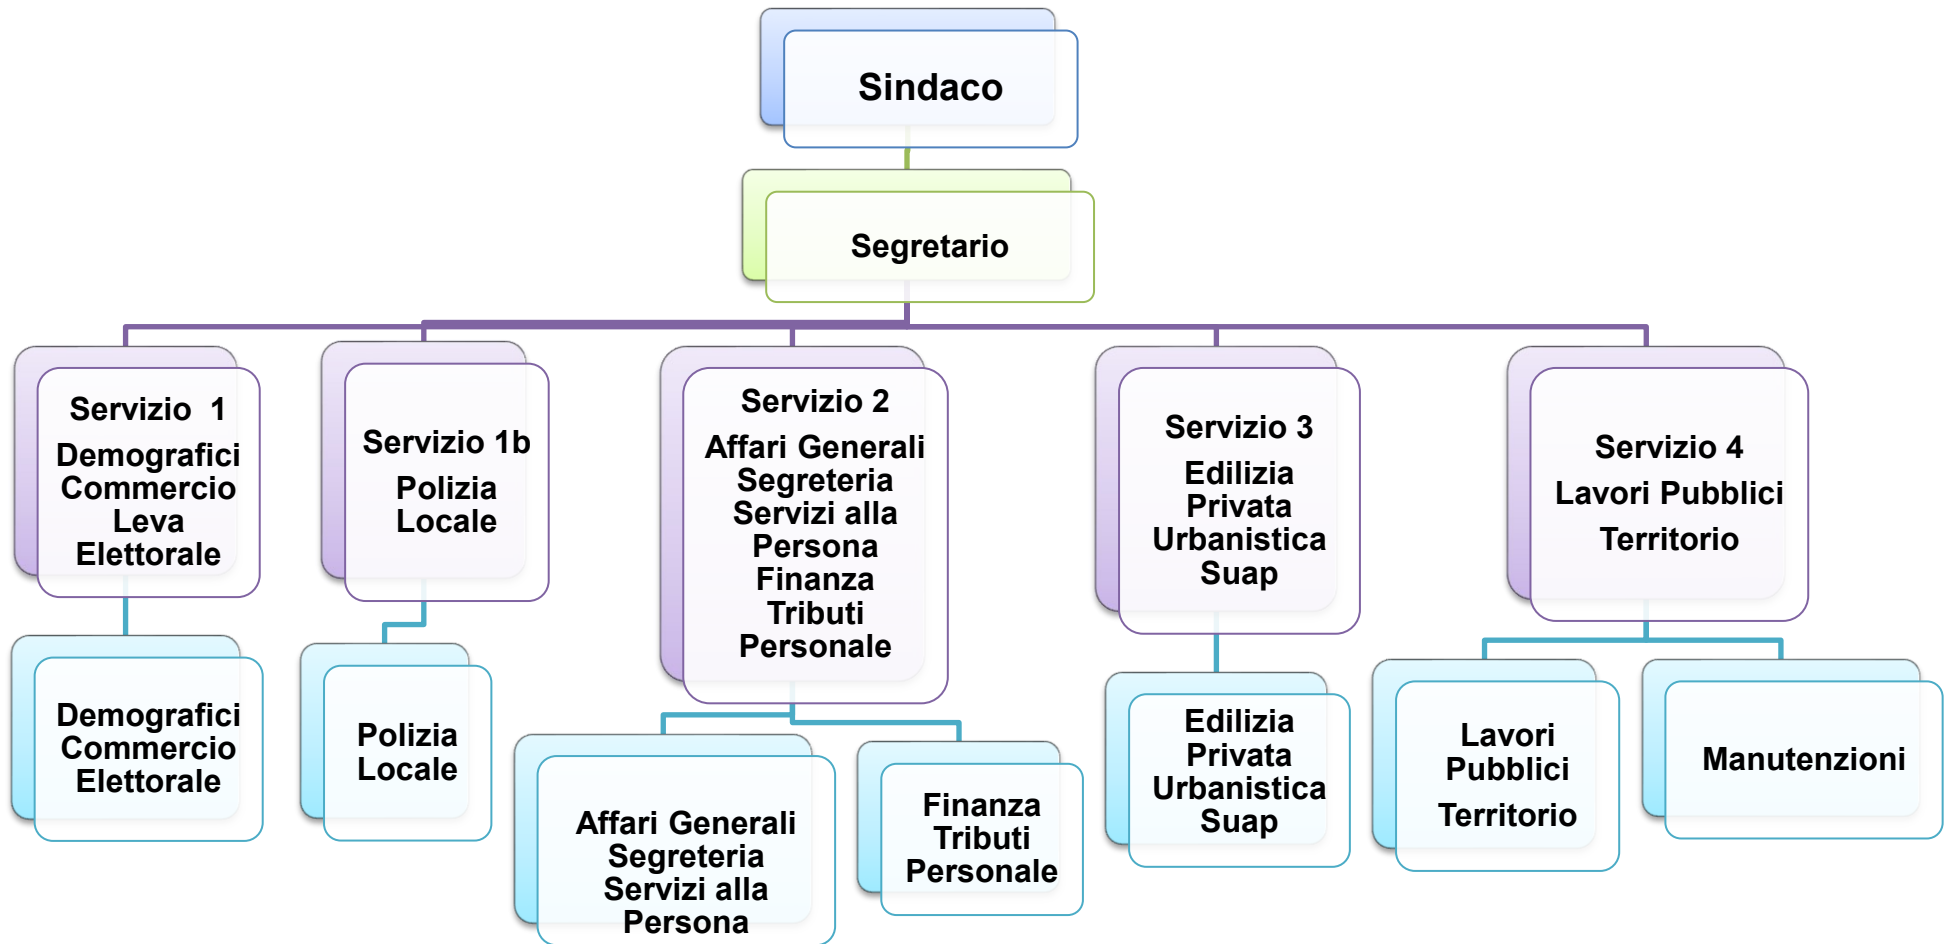 Sindaco
Segretario
Servizio 1
Demografici
Commercio
Leva
Elettorale
Servizio 1b
Polizia
Locale
Servizio 2
Affari Generali
Segreteria
Servizi alla
Persona
Finanza
Tributi
Personale
Servizio 3
Edilizia
Privata
Urbanistica
Suap
Servizio 4
Lavori Pubblici
Territorio
Demografici
Commercio
Elettorale
Polizia
Locale
Affari Generali
Segreteria
Servizi alla
Persona
Finanza
Tributi
Personale
Edilizia
Privata
Urbanistica
Suap
Lavori
Pubblici
Territorio
Manutenzioni